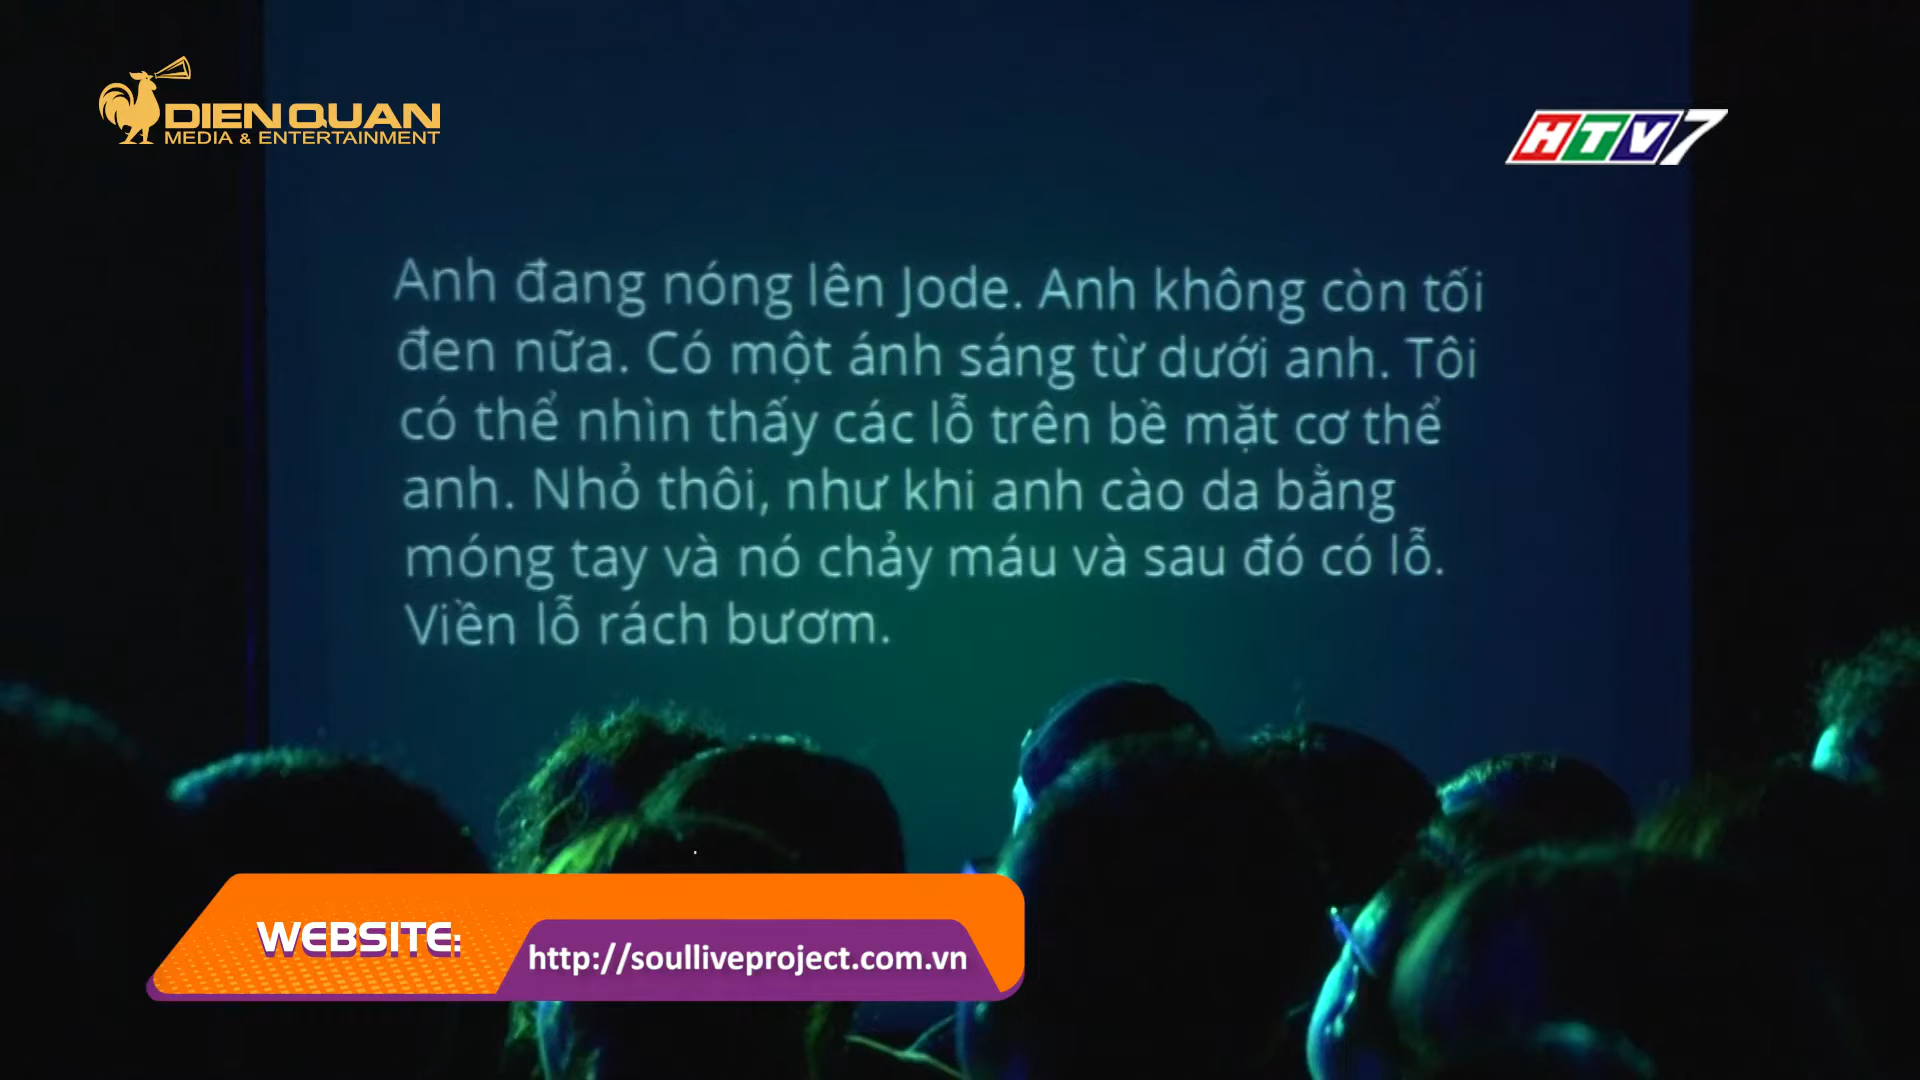 DIEN QUAN
MEDIA & ENTERTAINMENT
HTV7
Anh đang nóng lên Jode. Anh không còn tối
đen nữa. Có một ánh sáng từ dưới anh. Tôi
có thể nhìn thấy các lỗ trên bề mặt cơ thể
anh. Nhỏ thôi, như khi anh cào da bằng
móng tay và nó chảy máu và sau đó có lỗ.
Viền lỗ rách bươm.
WEBSITE:
http://soulliveproject.com.vn